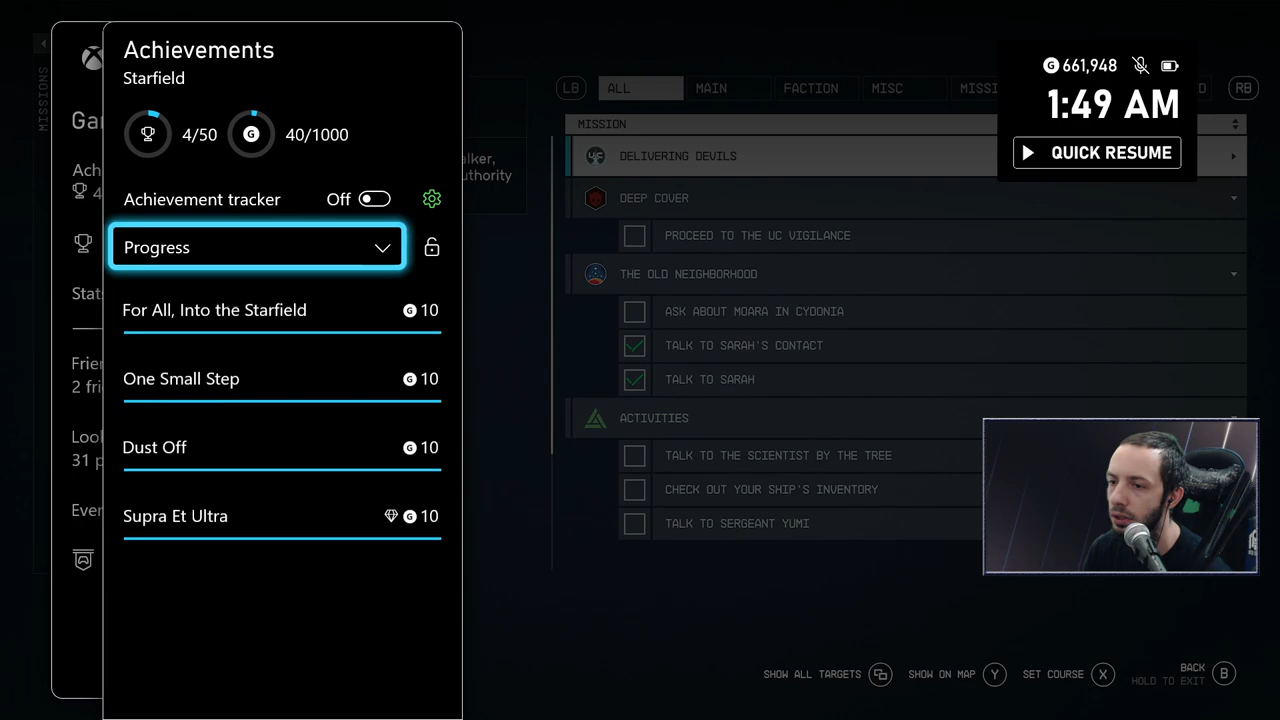 Achievements
Starfield
4/50
G
40/1000
Achievement tracker
Off
Progress
For All, Into the Starfield
G 10
One Small Step
G 10
Dust Off
G 10
Supra Et Ultra
G 10
MISSIONS
LB
ALL
MAIN
FACTION
MISC
RB
MISSION
DELIVERING DEVILS
DEEP COVER
PROCEED TO THE UC VIGILANCE
THE OLD NEIGHBORHOOD
ASK ABOUT MOARA IN CYDONIA
TALK TO SARAH'S CONTACT
TALK TO SARAH
ACTIVITIES
TALK TO THE SCIENTIST BY THE TREE
CHECK OUT YOUR SHIP'S INVENTORY
TALK TO SERGEANT YUMI
G 661,948
1:49 AM
QUICK RESUME
SHOW ALL TARGETS
SHOW ON MAP Y
SET COURSE X
BACK B
HOLD TO EXIT